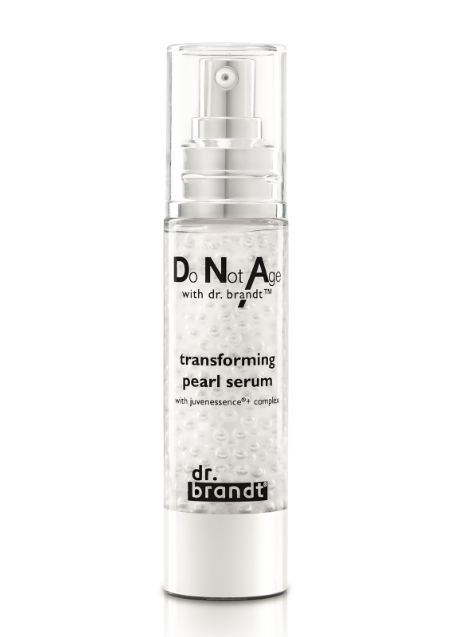 Do Not Age
with dr. brandt™
transforming
pearl serum
with juvenessence®+ complex
dr.
brandt®